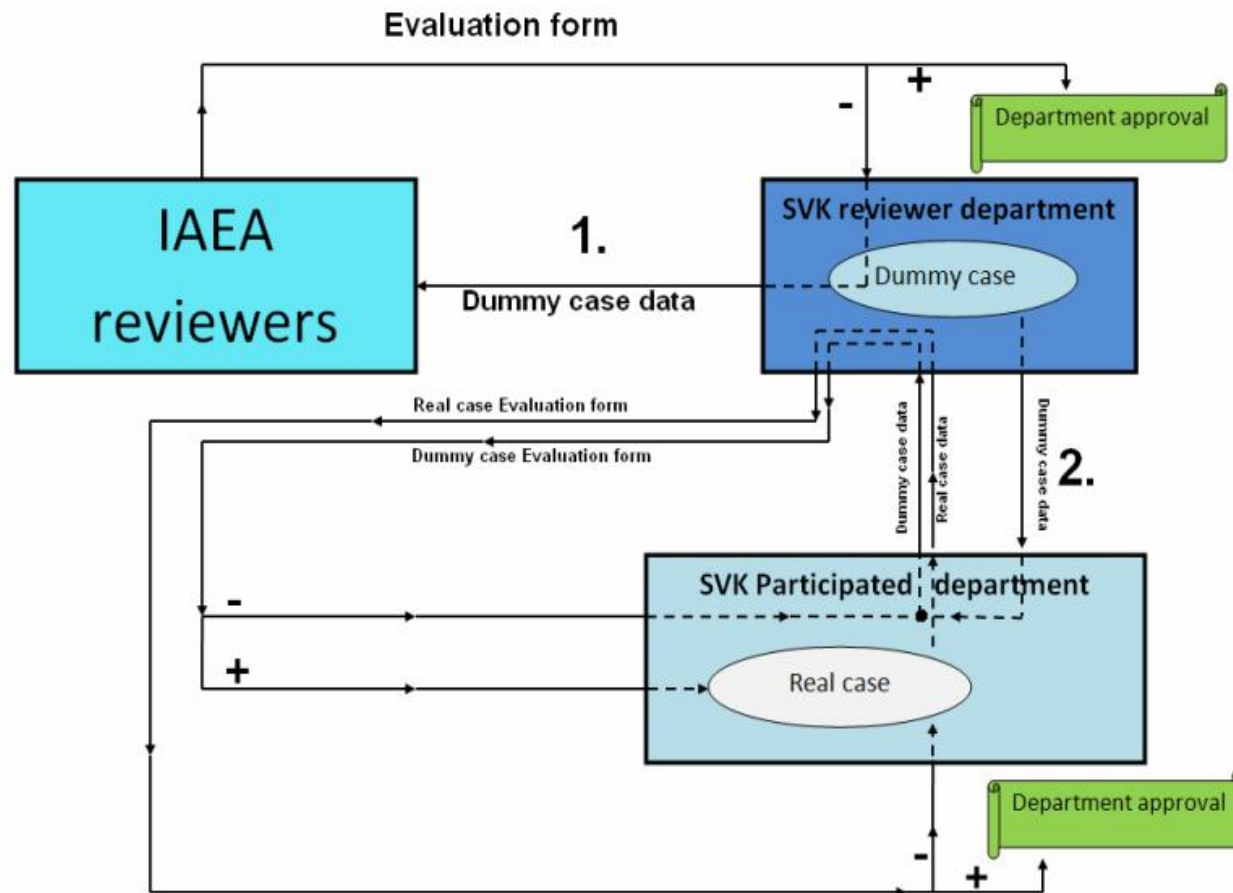 Evaluation form
+
-
Department approval
IAEA
reviewers
1.
Dummy case data
SVK reviewer department
Dummy case
Real case Evaluation form
Dummy case Evaluation form
Dummy case data
Real case data
Dummy case data
2.
SVK Participated department
-
+
Real case
Department approval
-
+